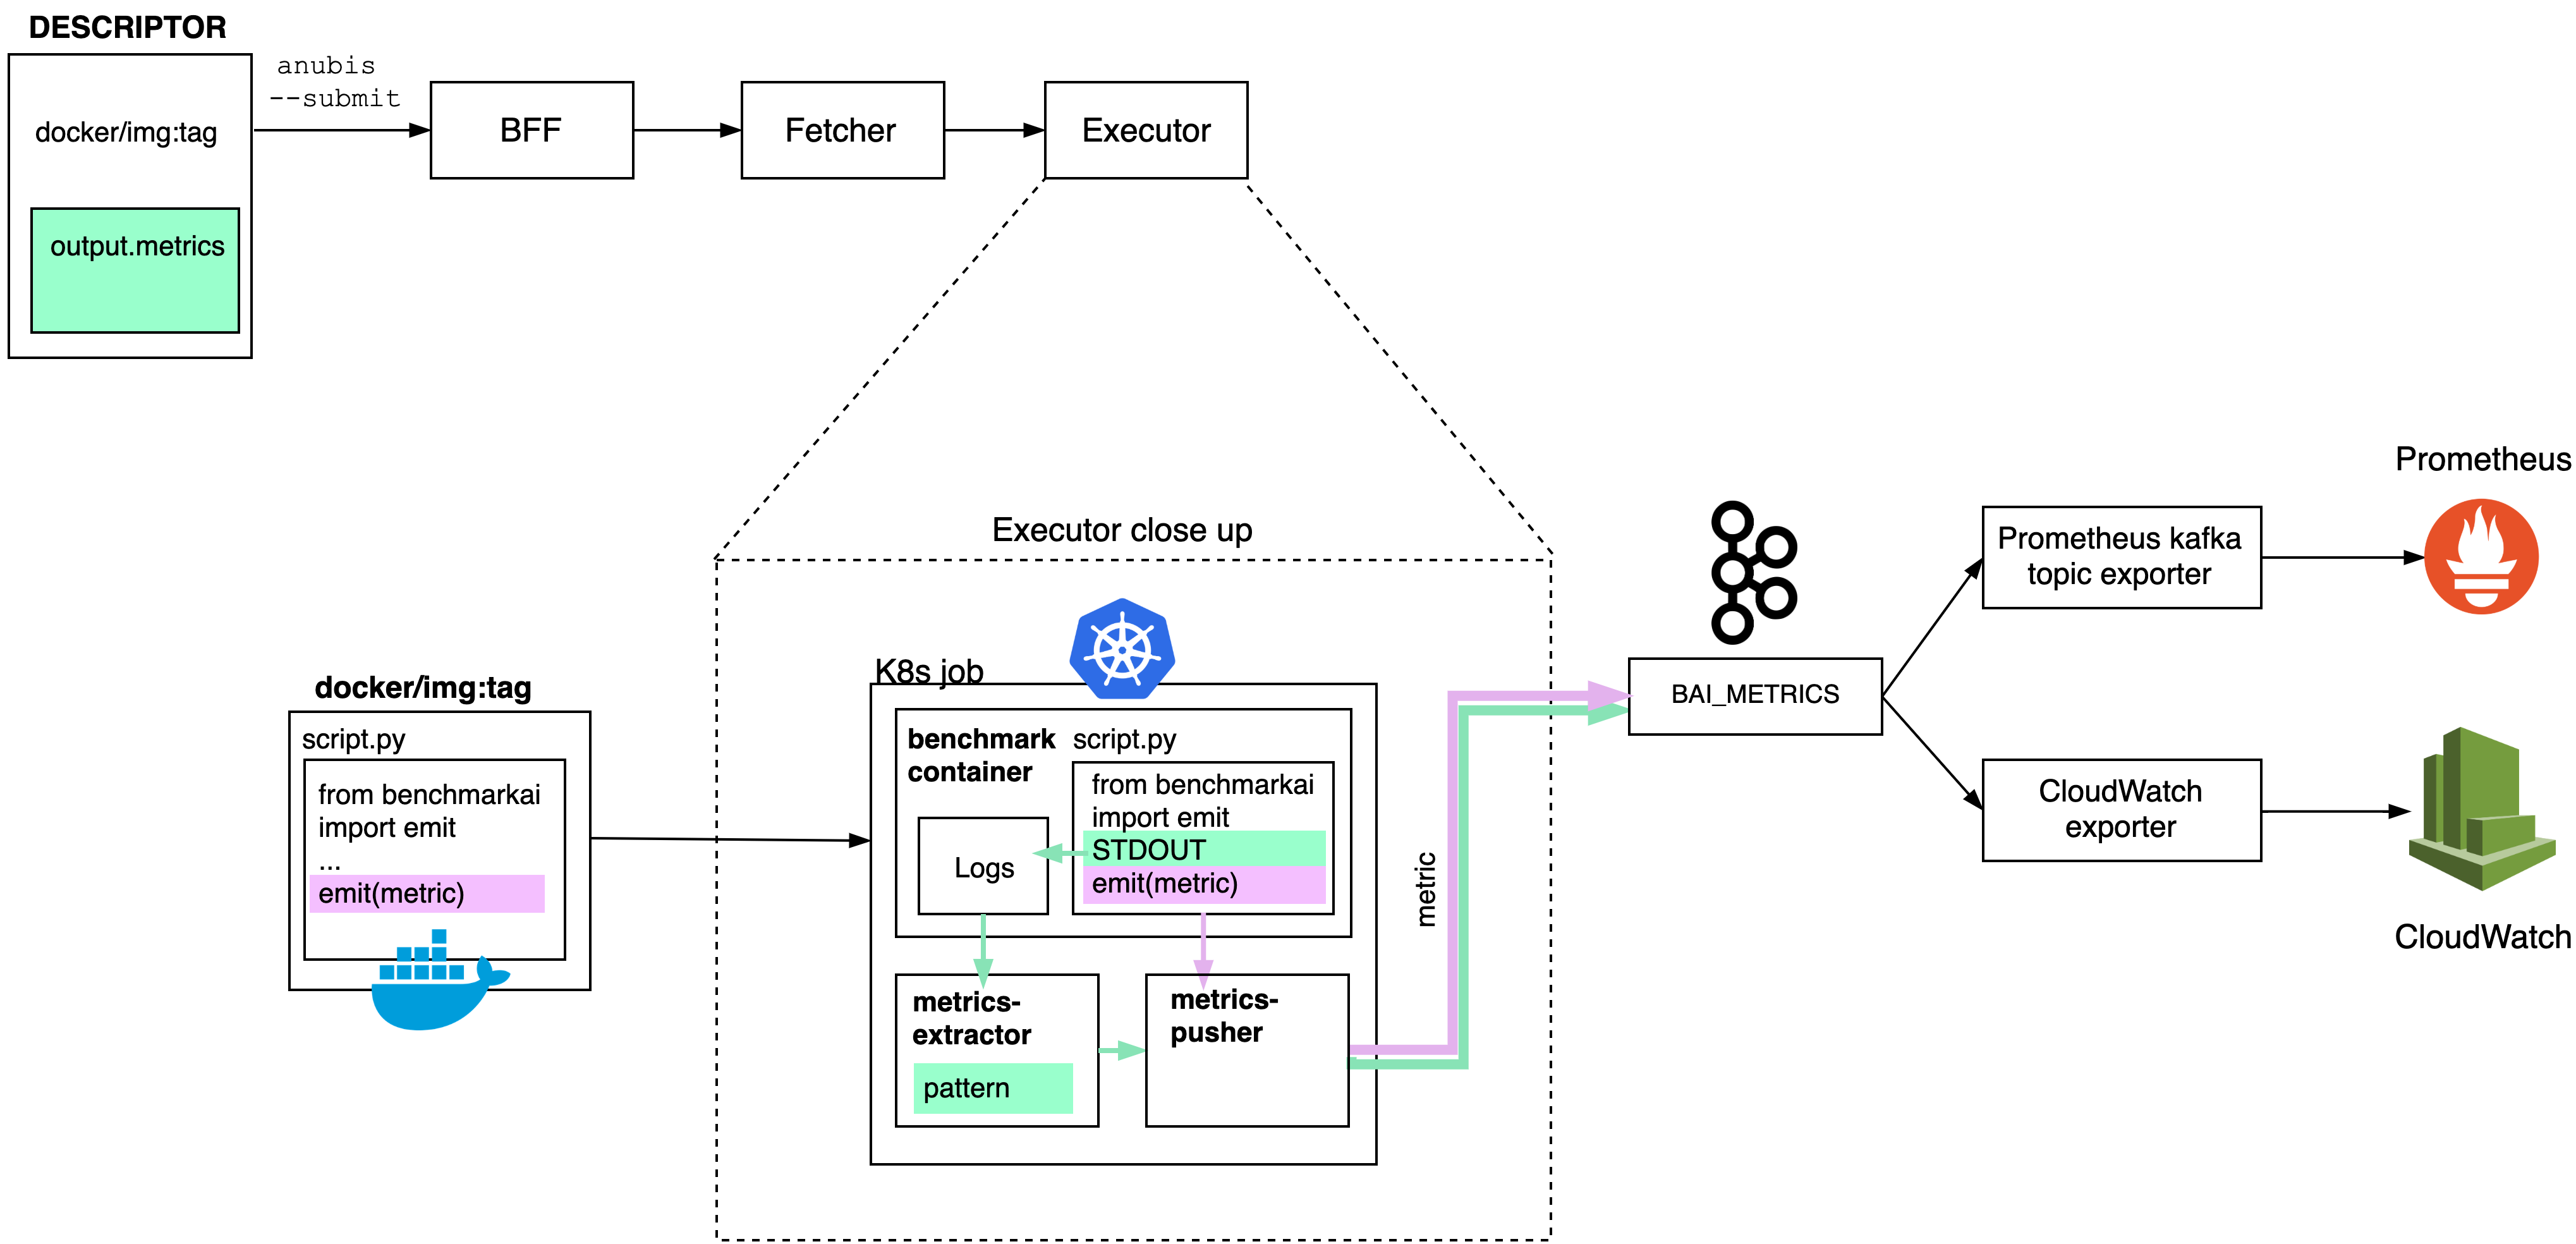 DESCRIPTOR
docker/img:tag
output.metrics
anubis
--submit
BFF
Fetcher
Executor
Executor close up
docker/img:tag
script.py
from benchmarkai
import emit
...
emit(metric)
K8s job
benchmark
container
script.py
from benchmarkai
import emit
STDOUT
emit(metric)
Logs
metrics-
extractor
pattern
metrics-
pusher
metric
BAI_METRICS
Prometheus kafka
topic exporter
Prometheus
CloudWatch
exporter
CloudWatch